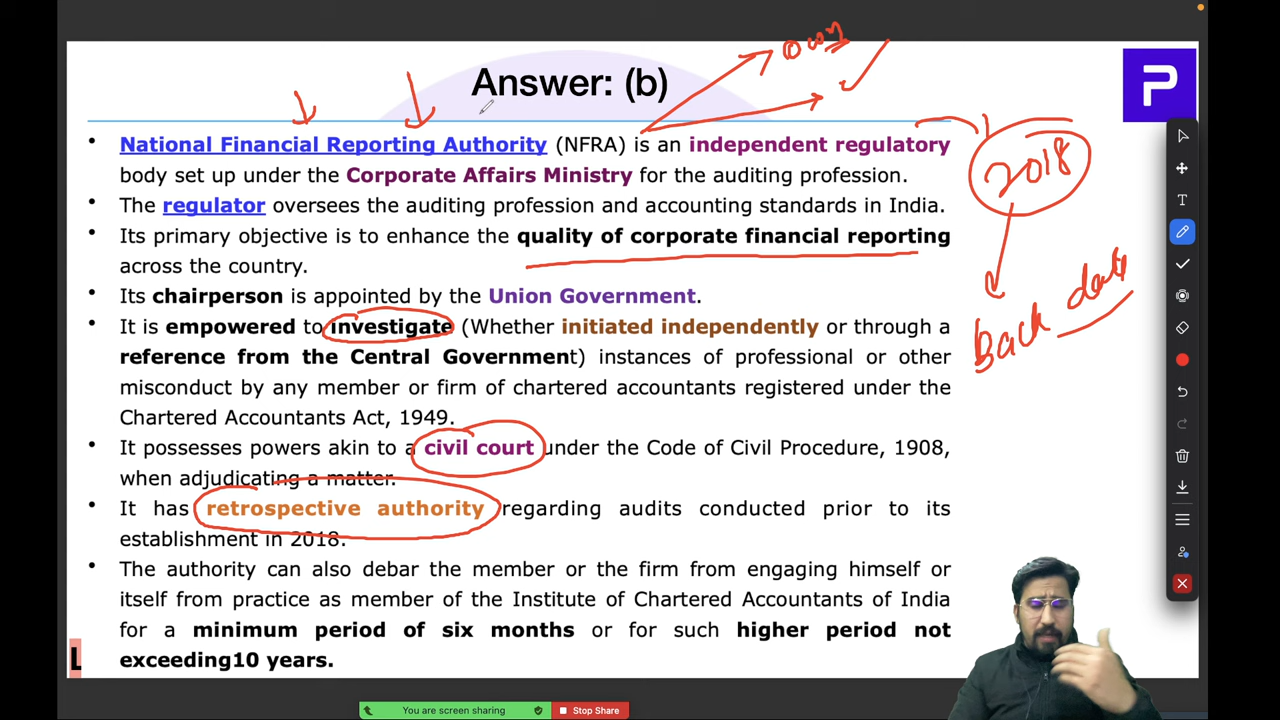 Answer: (b)
P
• National Financial Reporting Authority (NFRA) is an independent regulatory
body set up under the Corporate Affairs Ministry for the auditing profession.
2018
• The regulator oversees the auditing profession and accounting standards in India.
• Its primary objective is to enhance the quality of corporate financial reporting
across the country.
• Its chairperson is appointed by the Union Government.
Back date
• It is empowered to investigate (Whether initiated independently or through a
reference from the Central Government) instances of professional or other
misconduct by any member or firm of chartered accountants registered under the
Chartered Accountants Act, 1949.
• It possesses powers akin to a civil court under the Code of Civil Procedure, 1908,
when adjudicating a matter.
• It has retrospective authority regarding audits conducted prior to its
establishment in 2018.
• The authority can also debar the member or the firm from engaging himself or
itself from practice as member of the Institute of Chartered Accountants of India
for a minimum period of six months or for such higher period not
exceeding10 years.
L
T
You are screen sharing
Stop Share